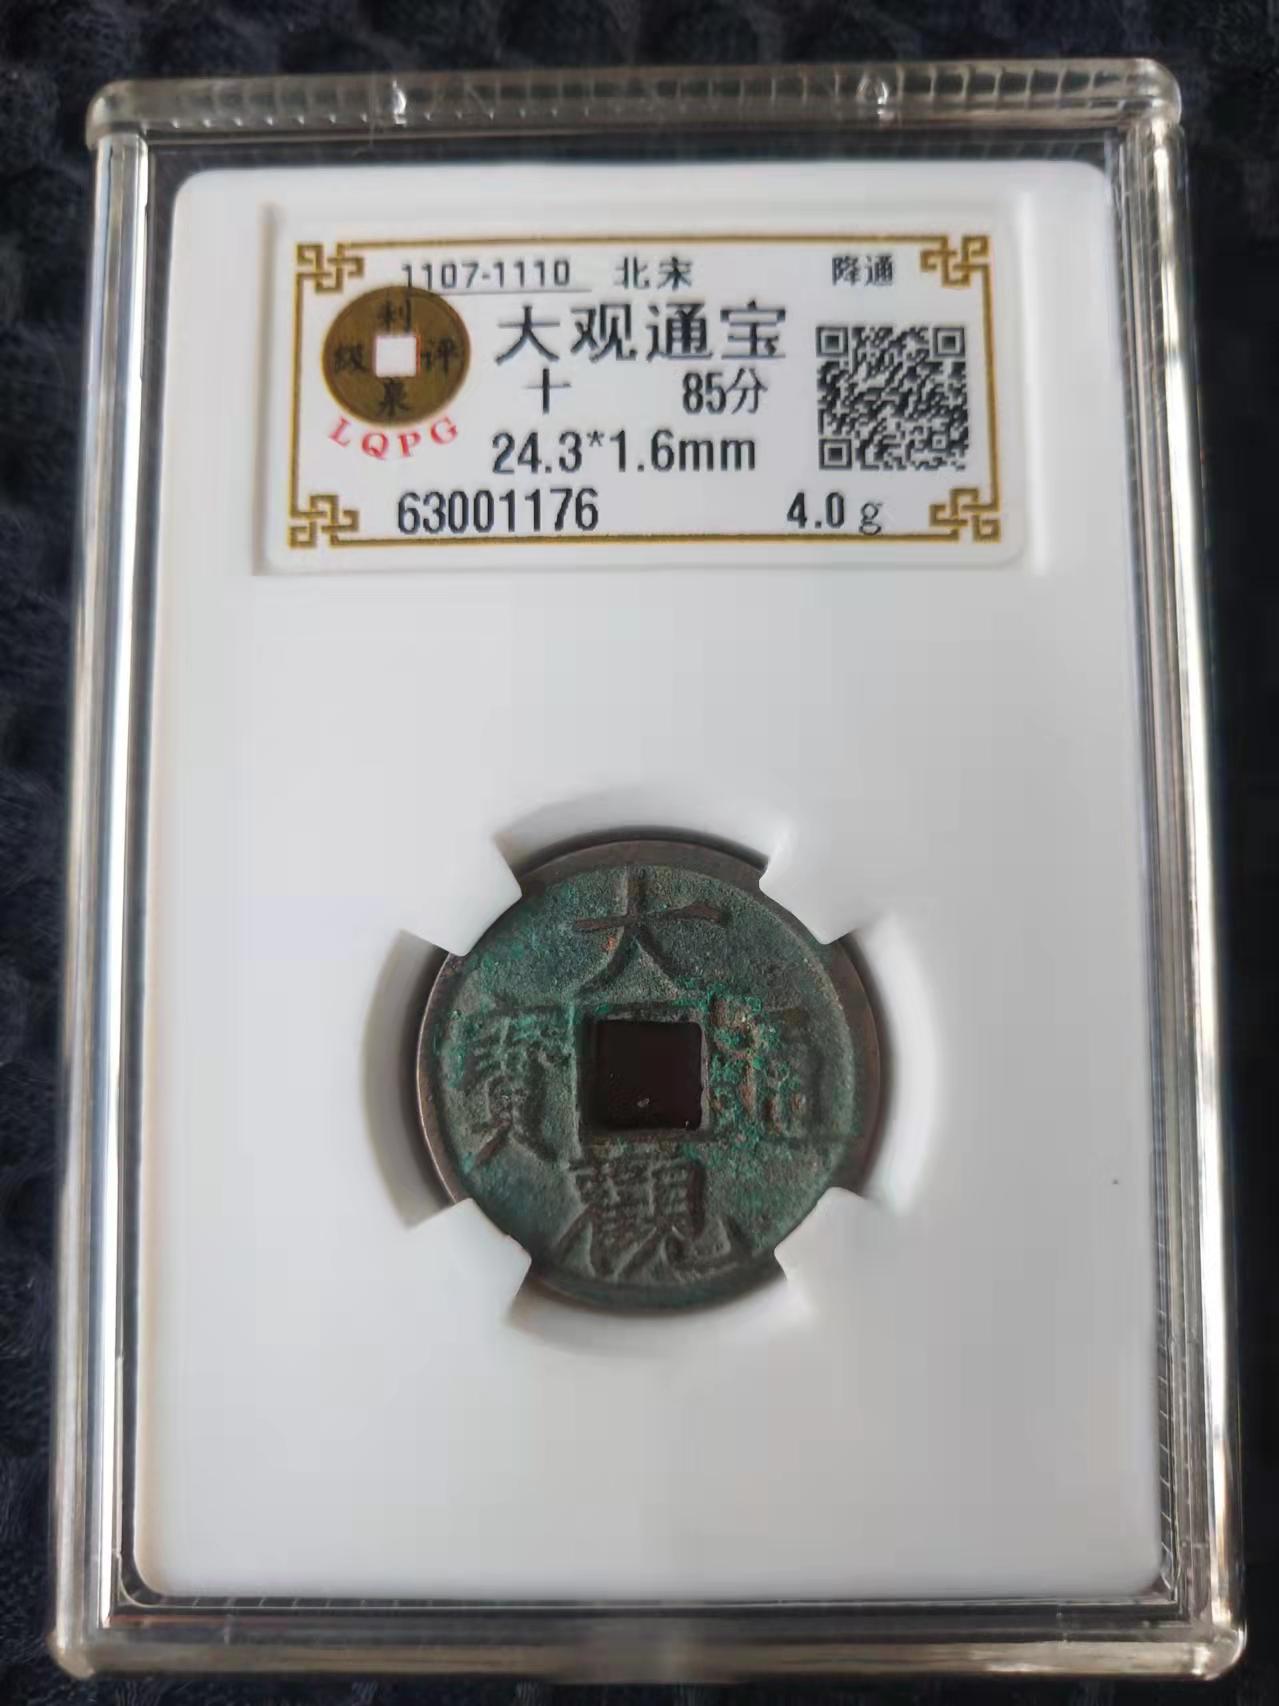 1107-1110 北宋 降通
利泉评级
LQPG
大观通宝
十 85分
24.3*1.6mm
63001176 4.0g
大觀通寶